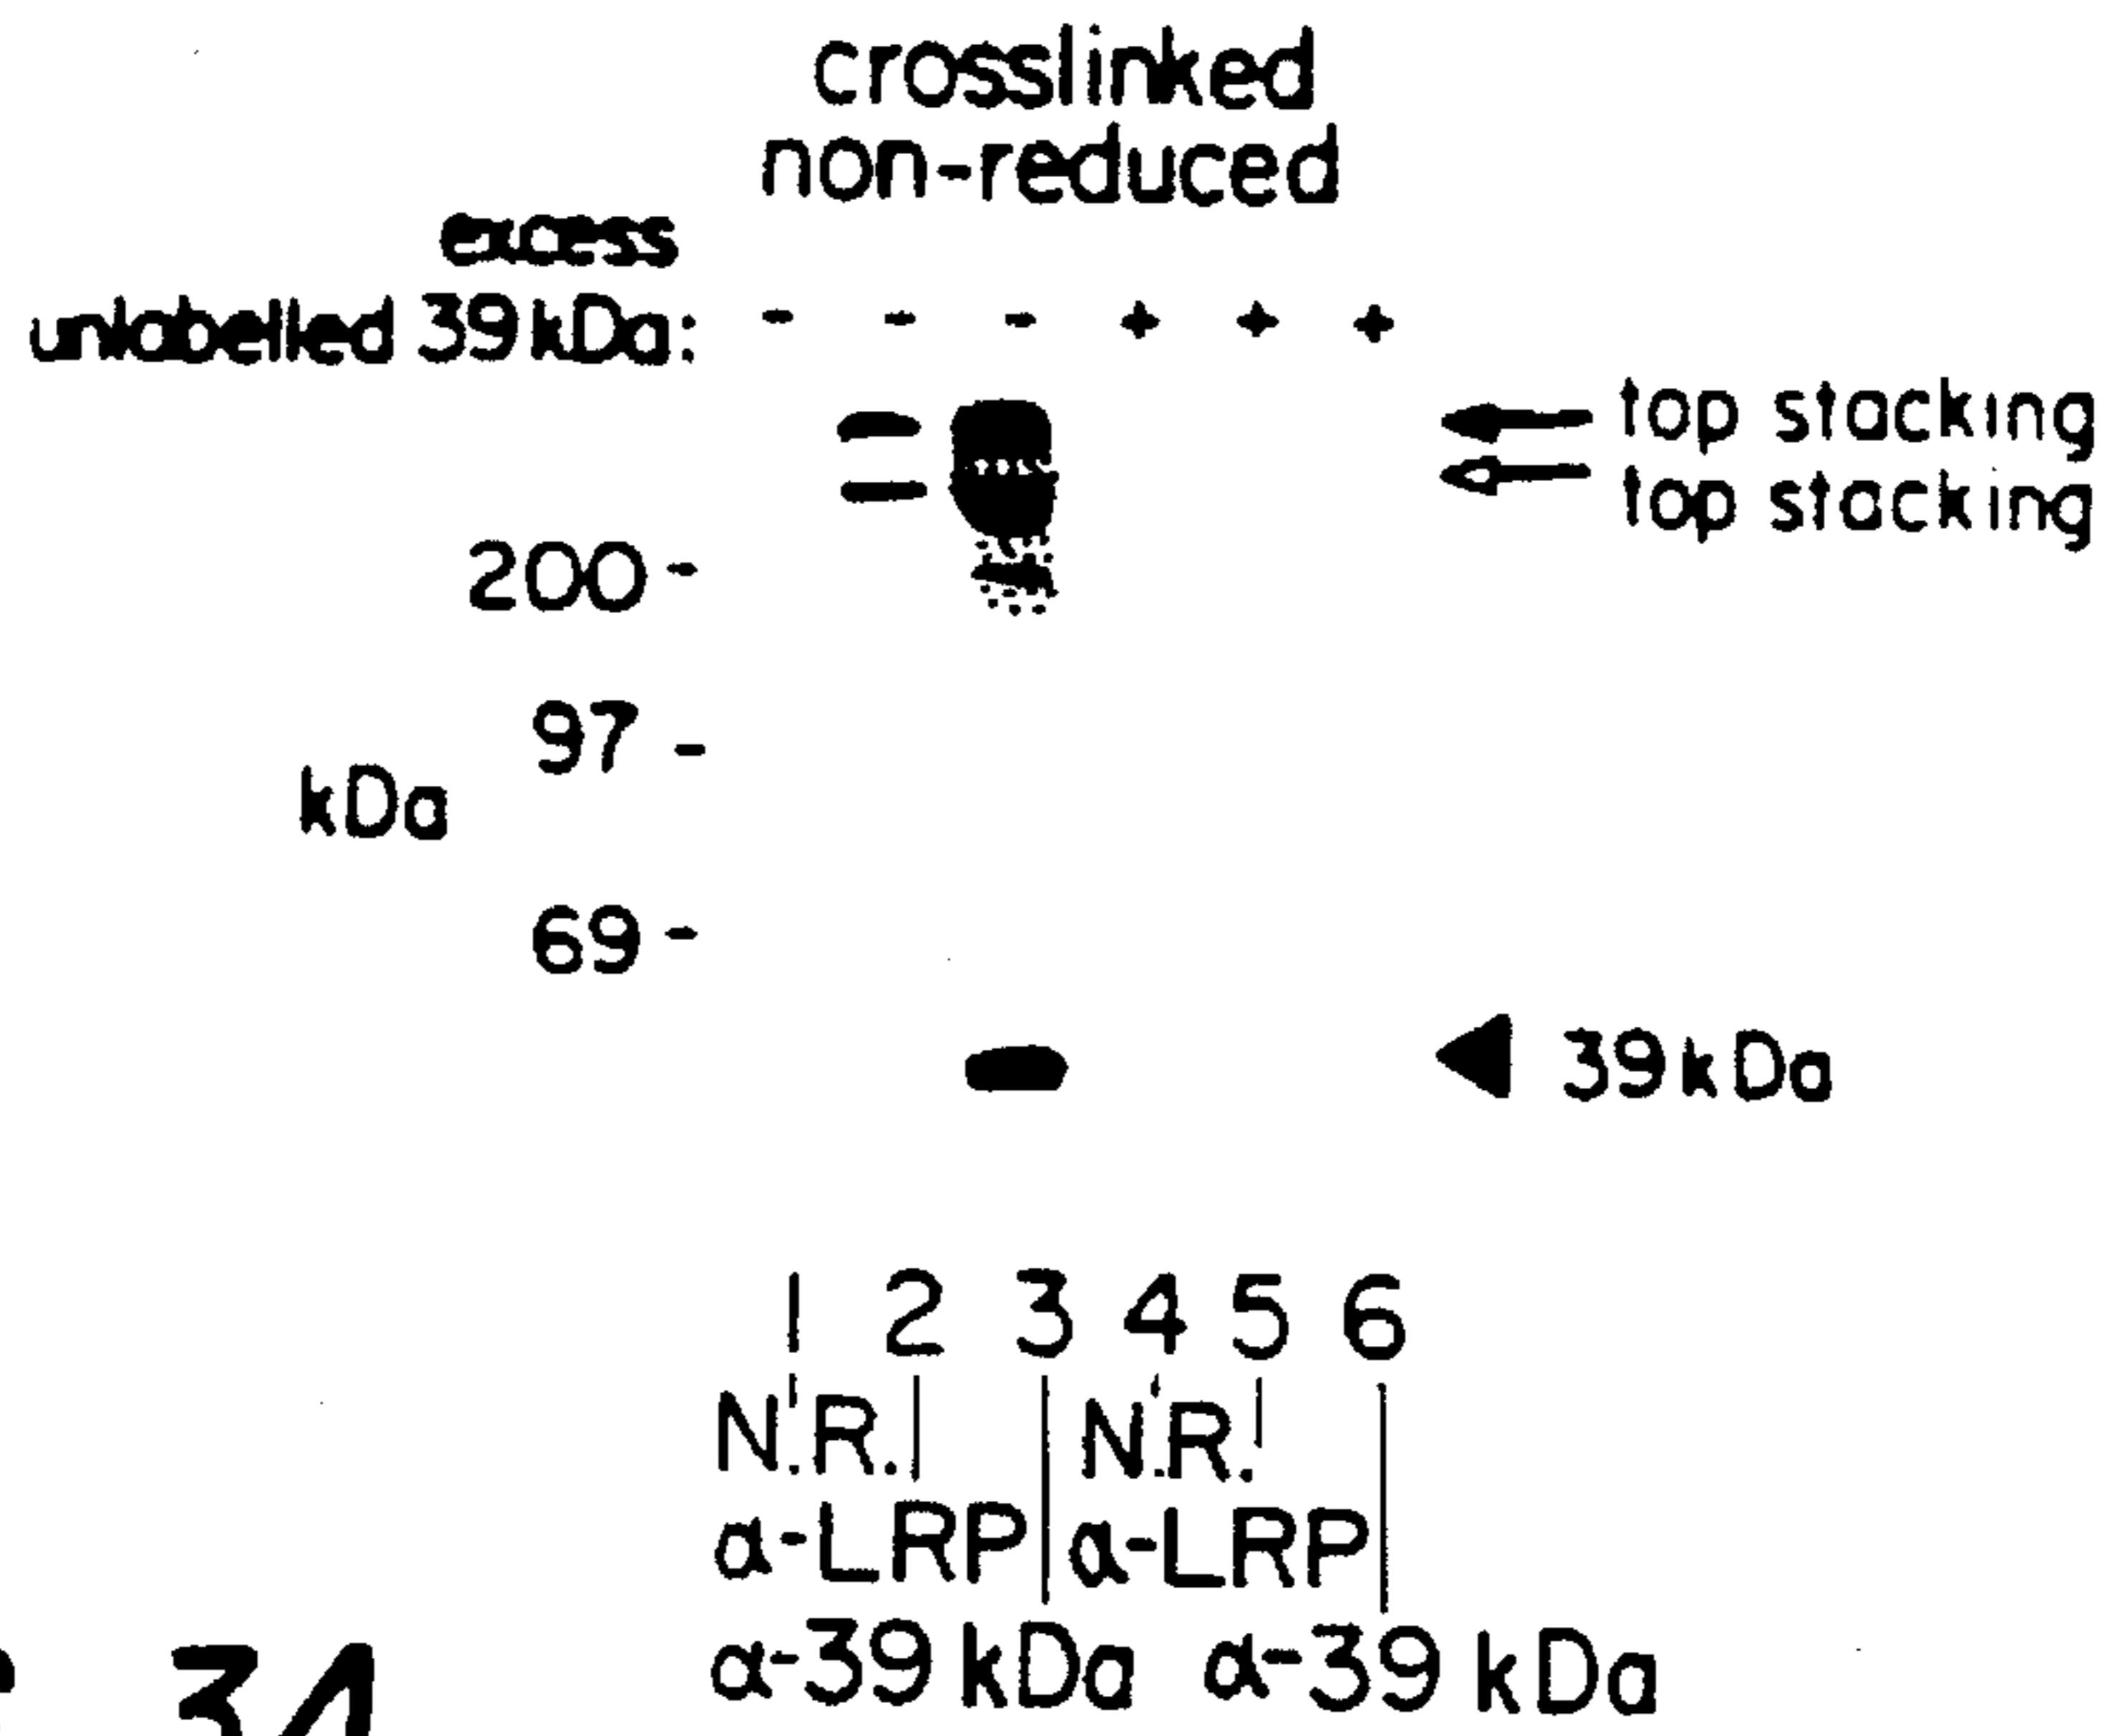 crosslinked
non-reduced
excess
unlabelled 39 kDa: - - - + + +
top stacking
top stacking
200 -
97 -
kDa
69 -
39 kDa
1 2 3 4 5 6
N.R. N.R.
α-LRP α-LRP
α-39 kDa α-39 kDa